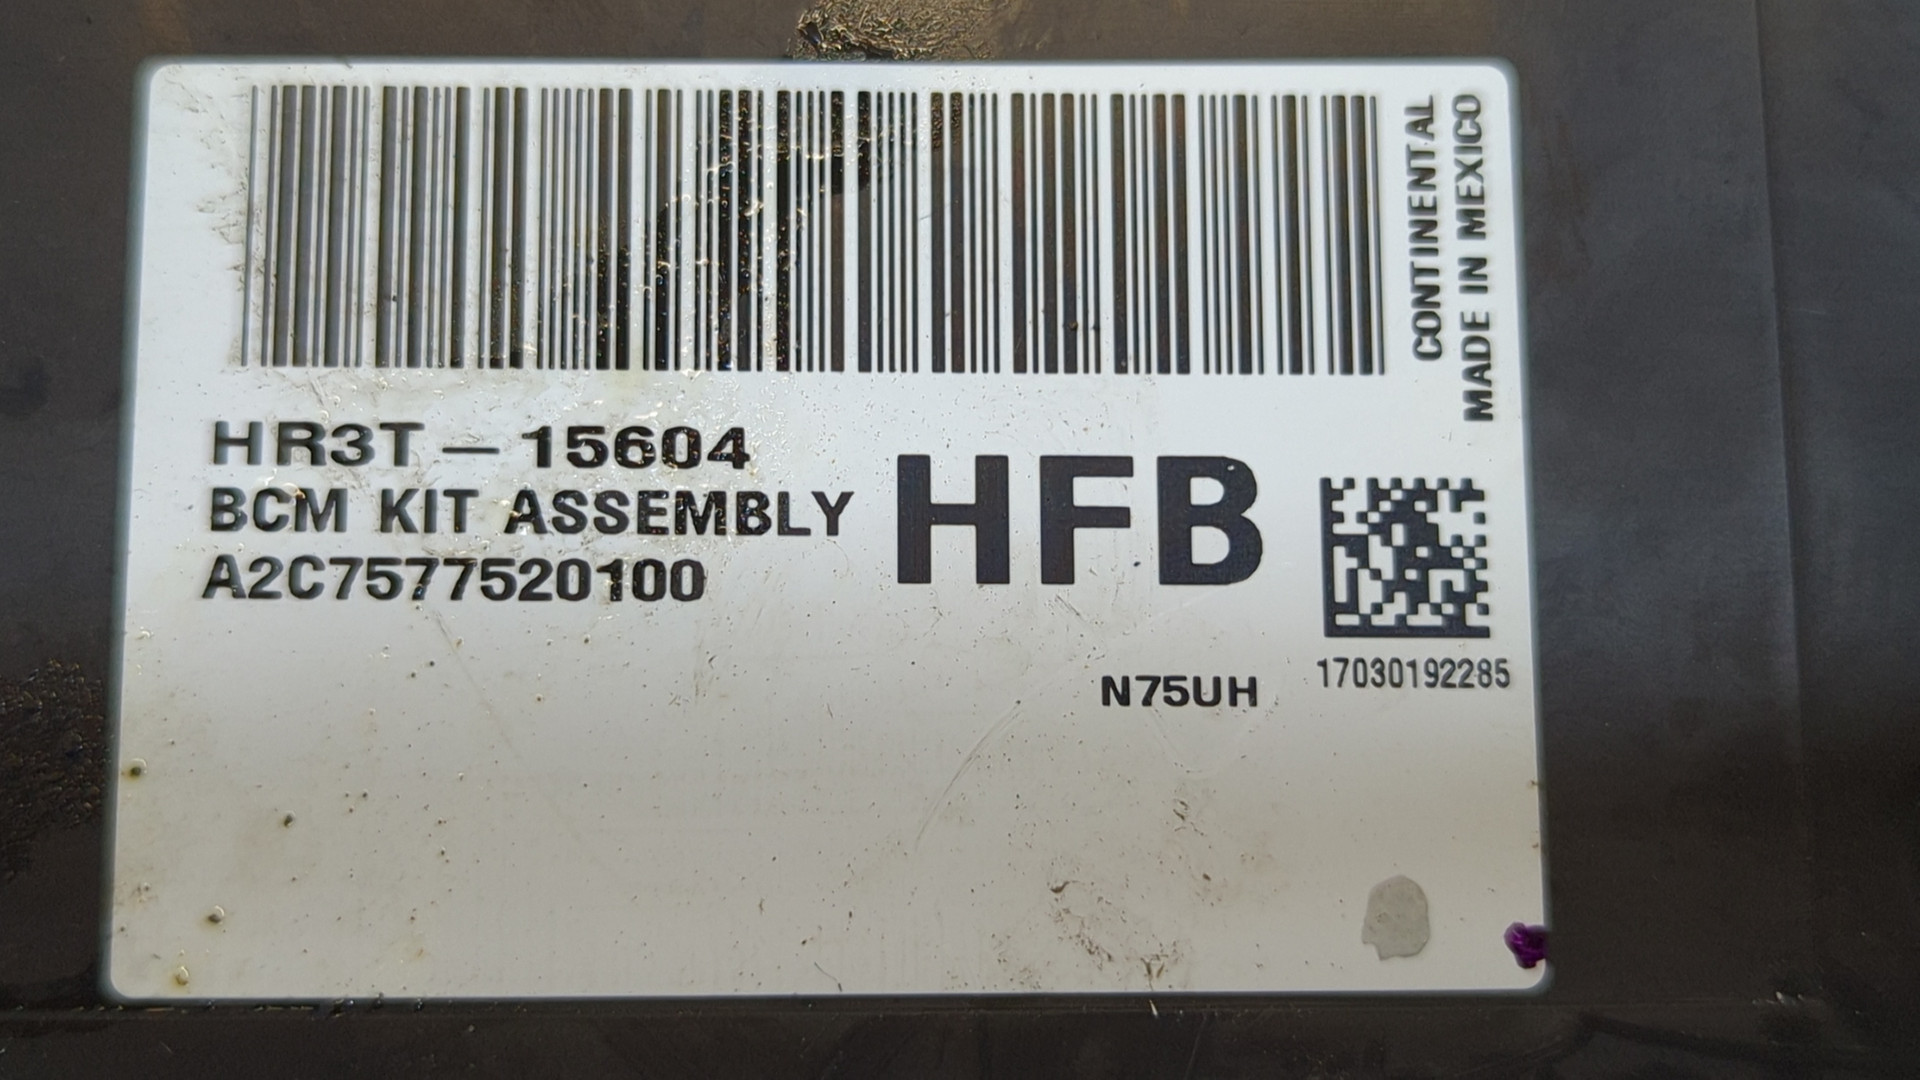 CONTINENTAL
MADE IN MEXICO
HR3T – 15604
BCM KIT ASSEMBLY
A2C7577520100
HFB
N75UH
17030192285